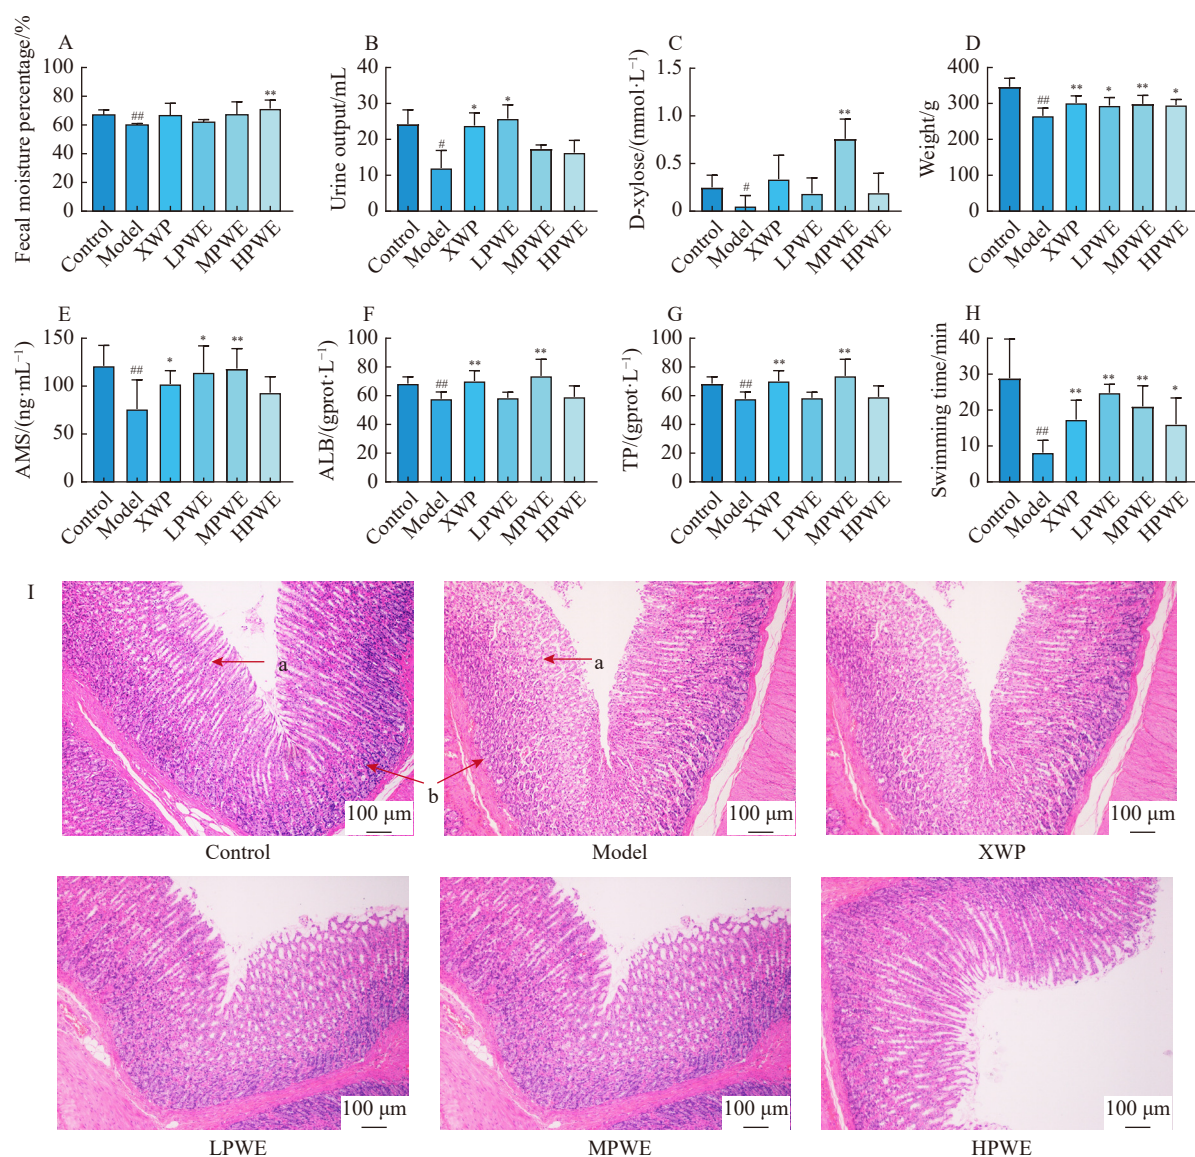 A
Fecal moisture percentage/%
100
80
60
40
20
0
##
**
Control
Model
XWP
LPWE
MPWE
HPWE
B
Urine output/mL
40
30
20
10
0
#
*
*
Control
Model
XWP
LPWE
MPWE
HPWE
C
D-xylose/(mmol·L⁻¹)
1.5
1.0
0.5
0
#
**
Control
Model
XWP
LPWE
MPWE
HPWE
D
Weight/g
400
300
200
100
0
##
**
*
**
*
Control
Model
XWP
LPWE
MPWE
HPWE
E
AMS/(ng·mL⁻¹)
150
100
50
0
##
*
*
**
Control
Model
XWP
LPWE
MPWE
HPWE
F
ALB/(gprot·L⁻¹)
100
80
60
40
20
0
##
**
**
Control
Model
XWP
LPWE
MPWE
HPWE
G
TP/(gprot·L⁻¹)
100
80
60
40
20
0
##
**
**
Control
Model
XWP
LPWE
MPWE
HPWE
H
Swimming time/min
40
30
20
10
0
##
**
**
**
*
Control
Model
XWP
LPWE
MPWE
HPWE
I
a
b
100 μm
Control
a
100 μm
Model
100 μm
XWP
100 μm
LPWE
100 μm
MPWE
100 μm
HPWE